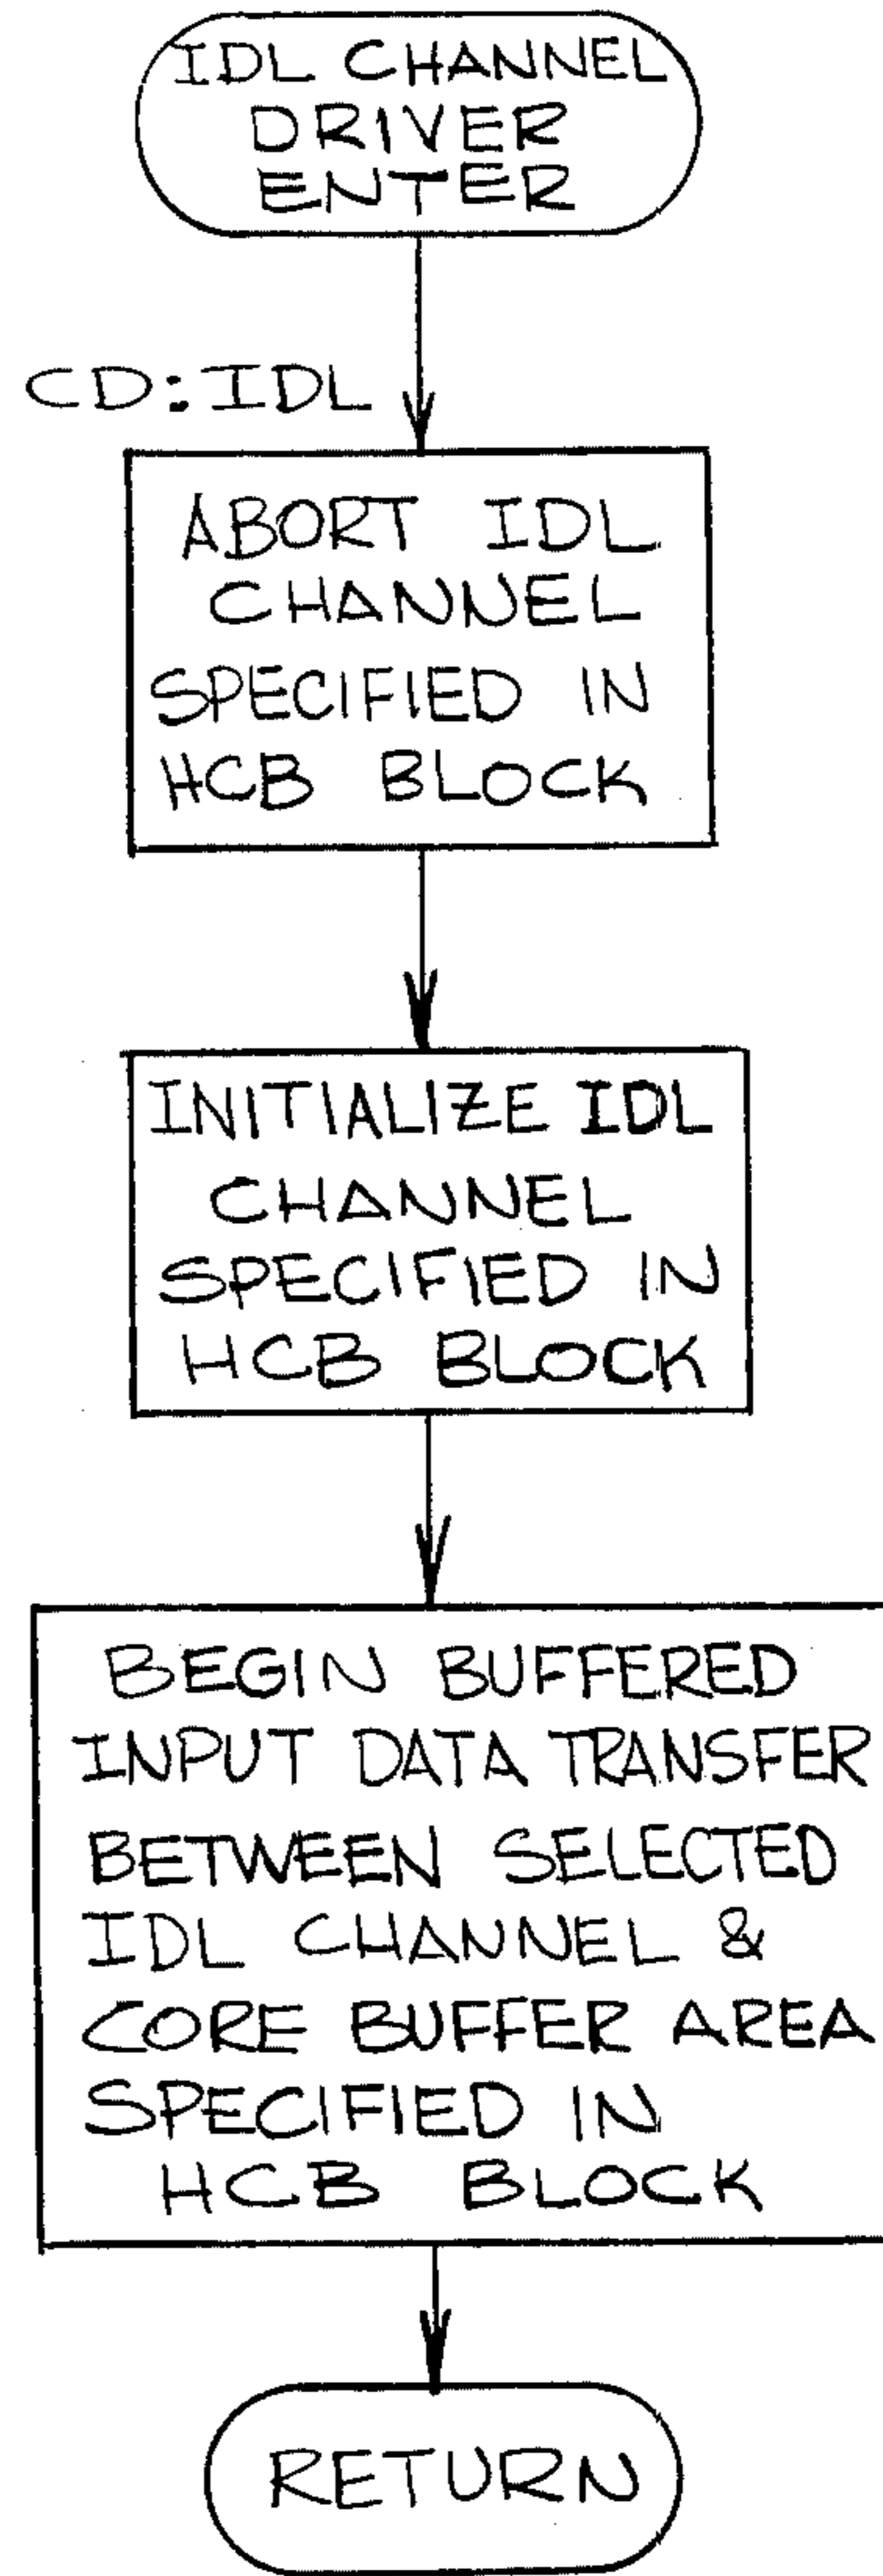 IDL CHANNEL
DRIVER
ENTER
CD:IDL
ABORT IDL
CHANNEL
SPECIFIED IN
HCB BLOCK
INITIALIZE IDL
CHANNEL
SPECIFIED IN
HCB BLOCK
BEGIN BUFFERED
INPUT DATA TRANSFER
BETWEEN SELECTED
IDL CHANNEL &
CORE BUFFER AREA
SPECIFIED IN
HCB BLOCK
RETURN